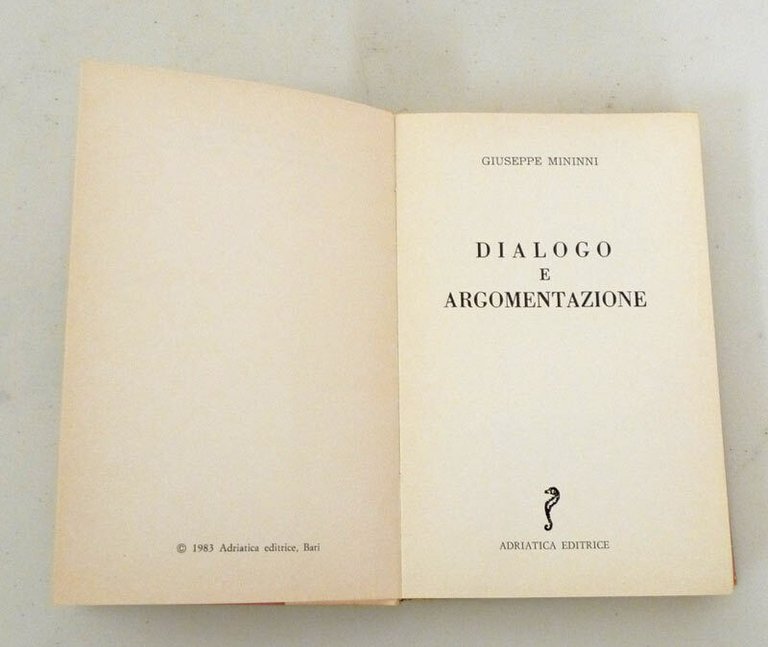 © 1983 Adriatica editrice, Bari
GIUSEPPE MININNI
DIALOGO
E
ARGOMENTAZIONE
ADRIATICA EDITRICE